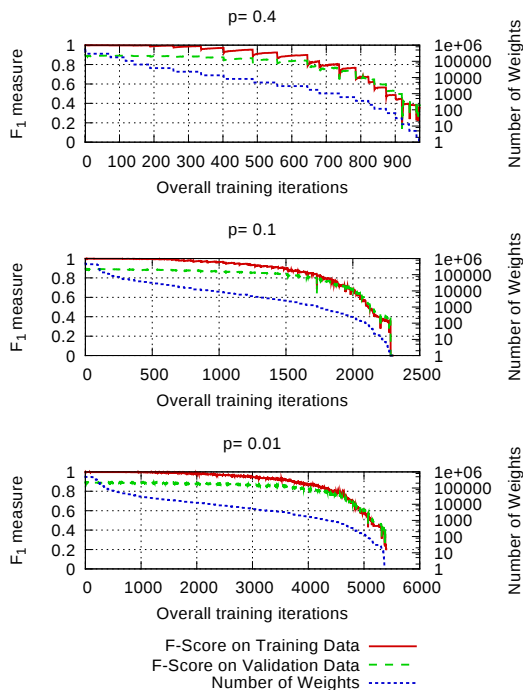 p= 0.4
F1 measure
1
0.8
0.6
0.4
0.2
0
1e+06
100000
10000
1000
100
10
1
Number of Weights
0 100 200 300 400 500 600 700 800 900
Overall training iterations
p= 0.1
F1 measure
1
0.8
0.6
0.4
0.2
0
1e+06
100000
10000
1000
100
10
1
Number of Weights
0 500 1000 1500 2000 2500
Overall training iterations
p= 0.01
F1 measure
1
0.8
0.6
0.4
0.2
0
1e+06
100000
10000
1000
100
10
1
Number of Weights
0 1000 2000 3000 4000 5000 6000
Overall training iterations
F-Score on Training Data
F-Score on Validation Data
Number of Weights